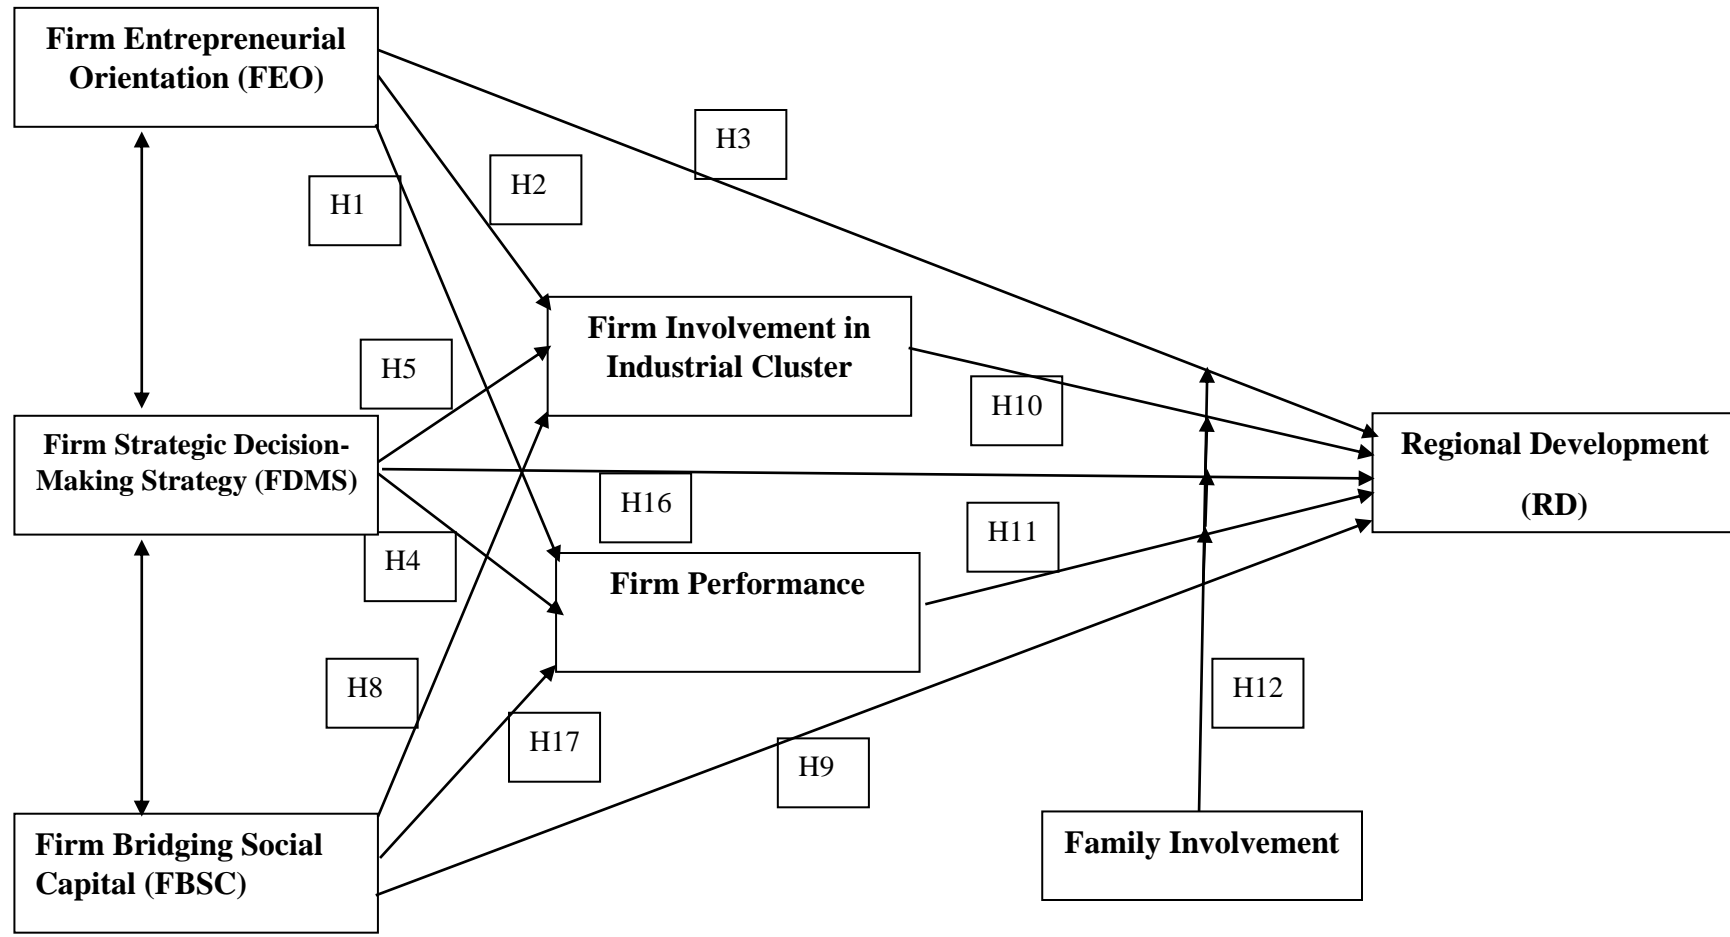 Firm Entrepreneurial
Orientation (FEO)
H3
H2
H1
Firm Involvement in
Industrial Cluster
H5
H10
Firm Strategic Decision-
Making Strategy (FDMS)
Regional Development
(RD)
H16
H11
H4
Firm Performance
H8
H12
H17
H9
Firm Bridging Social
Capital (FBSC)
Family Involvement